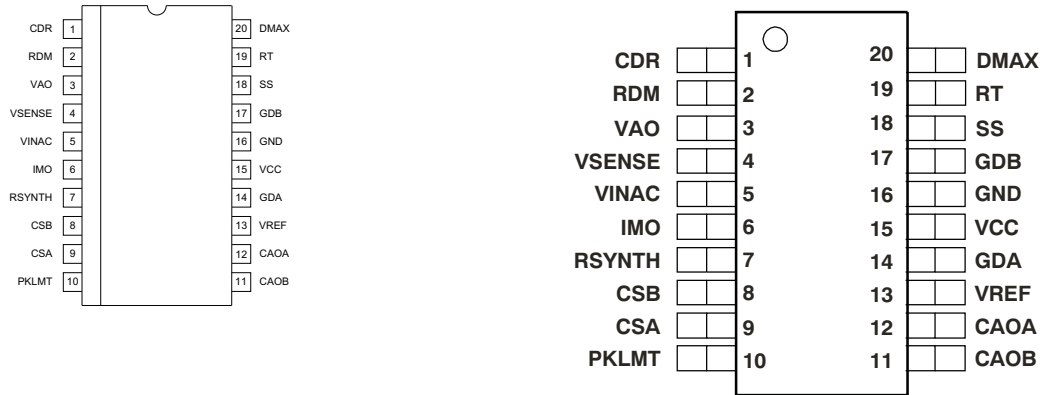 CDR 1 20 DMAX
RDM 2 19 RT
VAO 3 18 SS
VSENSE 4 17 GDB
VINAC 5 16 GND
IMO 6 15 VCC
RSYNTH 7 14 GDA
CSB 8 13 VREF
CSA 9 12 CAOA
PKLMT 10 11 CAOB
CDR 1 20 DMAX
RDM 2 19 RT
VAO 3 18 SS
VSENSE 4 17 GDB
VINAC 5 16 GND
IMO 6 15 VCC
RSYNTH 7 14 GDA
CSB 8 13 VREF
CSA 9 12 CAOA
PKLMT 10 11 CAOB